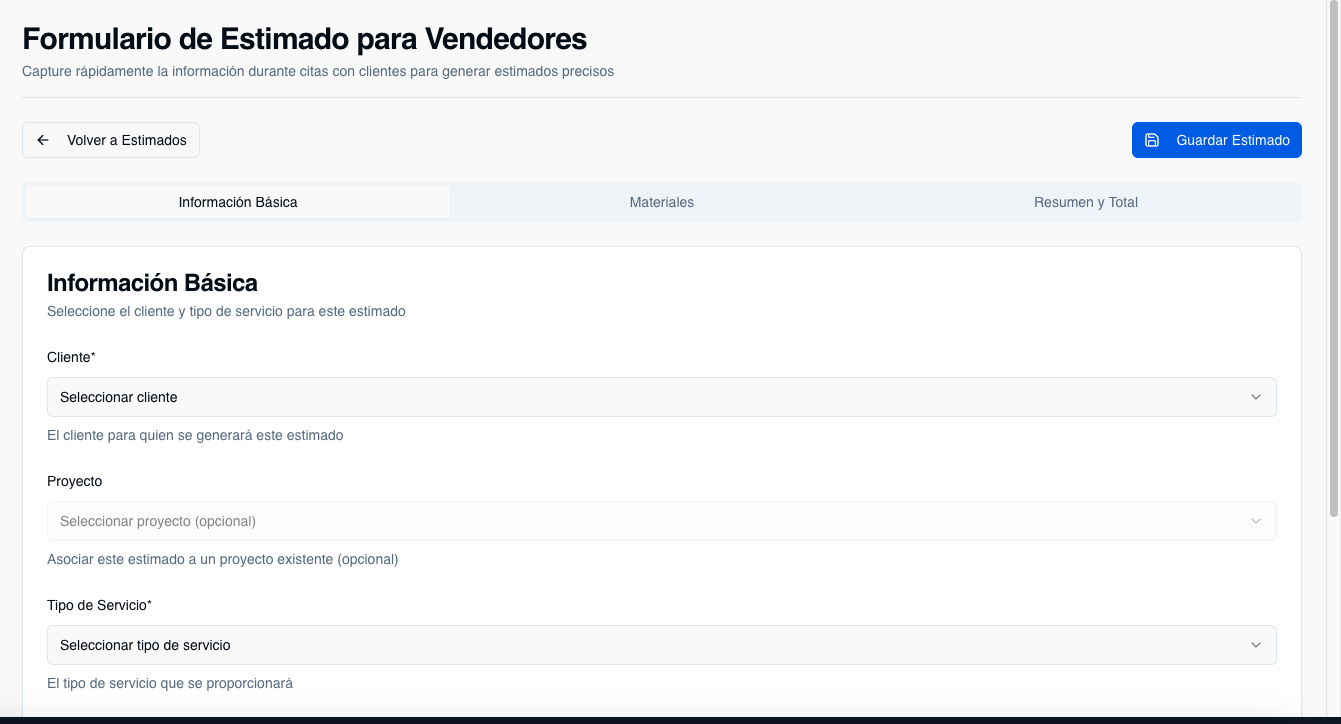 Formulario de Estimado para Vendedores
Capture rápidamente la información durante citas con clientes para generar estimados precisos
Volver a Estimados
Guardar Estimado
Información Básica
Materiales
Resumen y Total
Información Básica
Seleccione el cliente y tipo de servicio para este estimado
Cliente*
Seleccionar cliente
El cliente para quien se generará este estimado
Proyecto
Seleccionar proyecto (opcional)
Asociar este estimado a un proyecto existente (opcional)
Tipo de Servicio*
Seleccionar tipo de servicio
El tipo de servicio que se proporcionará